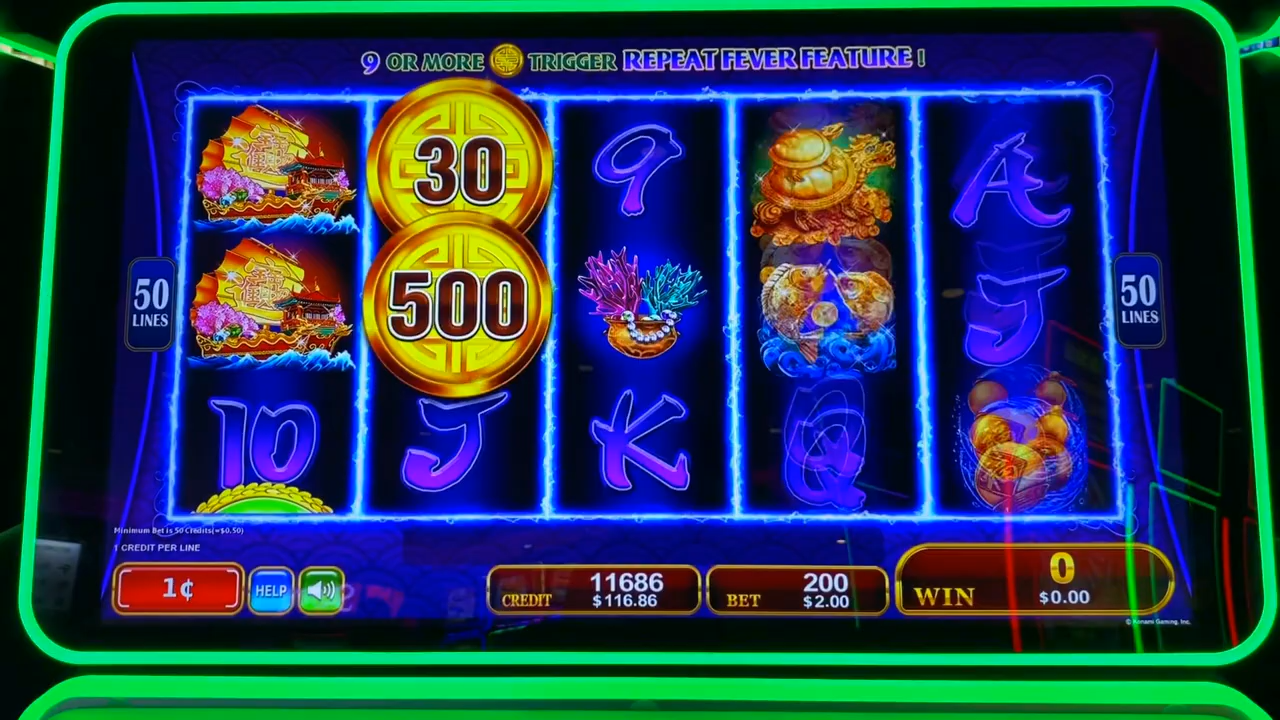 9 OR MORE TRIGGER REPEAT FEVER FEATURE !
30
9
A
500
J
50
LINES
50
LINES
10
J
K
Q
Minimum Bet is 50 Credits(=$0.50)
1 CREDIT PER LINE
1¢
HELP
CREDIT
11686
$116.86
BET
200
$2.00
WIN
0
$0.00
© Konami Gaming, Inc.